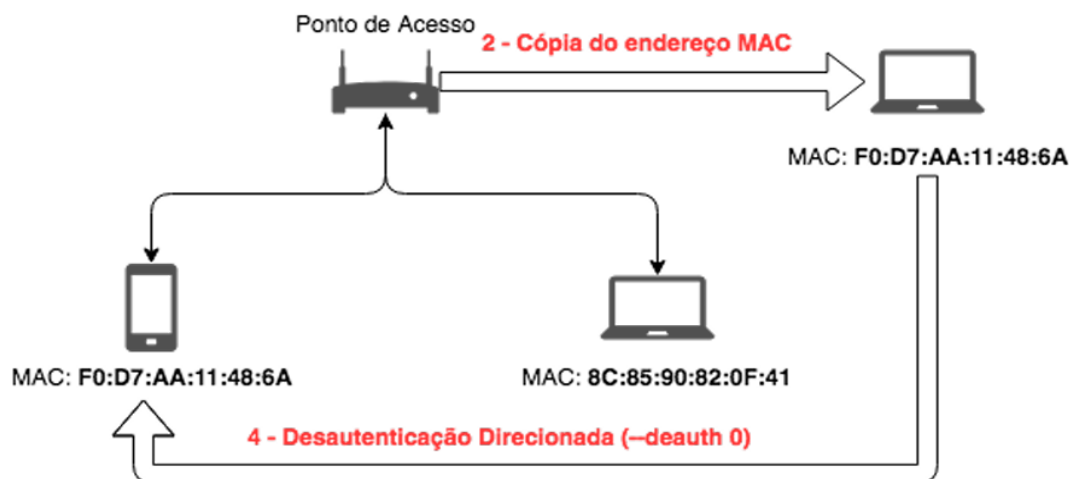 Ponto de Acesso
2 - Cópia do endereço MAC
MAC: F0:D7:AA:11:48:6A
MAC: F0:D7:AA:11:48:6A
MAC: 8C:85:90:82:0F:41
4 - Desautenticação Direcionada (--deauth 0)